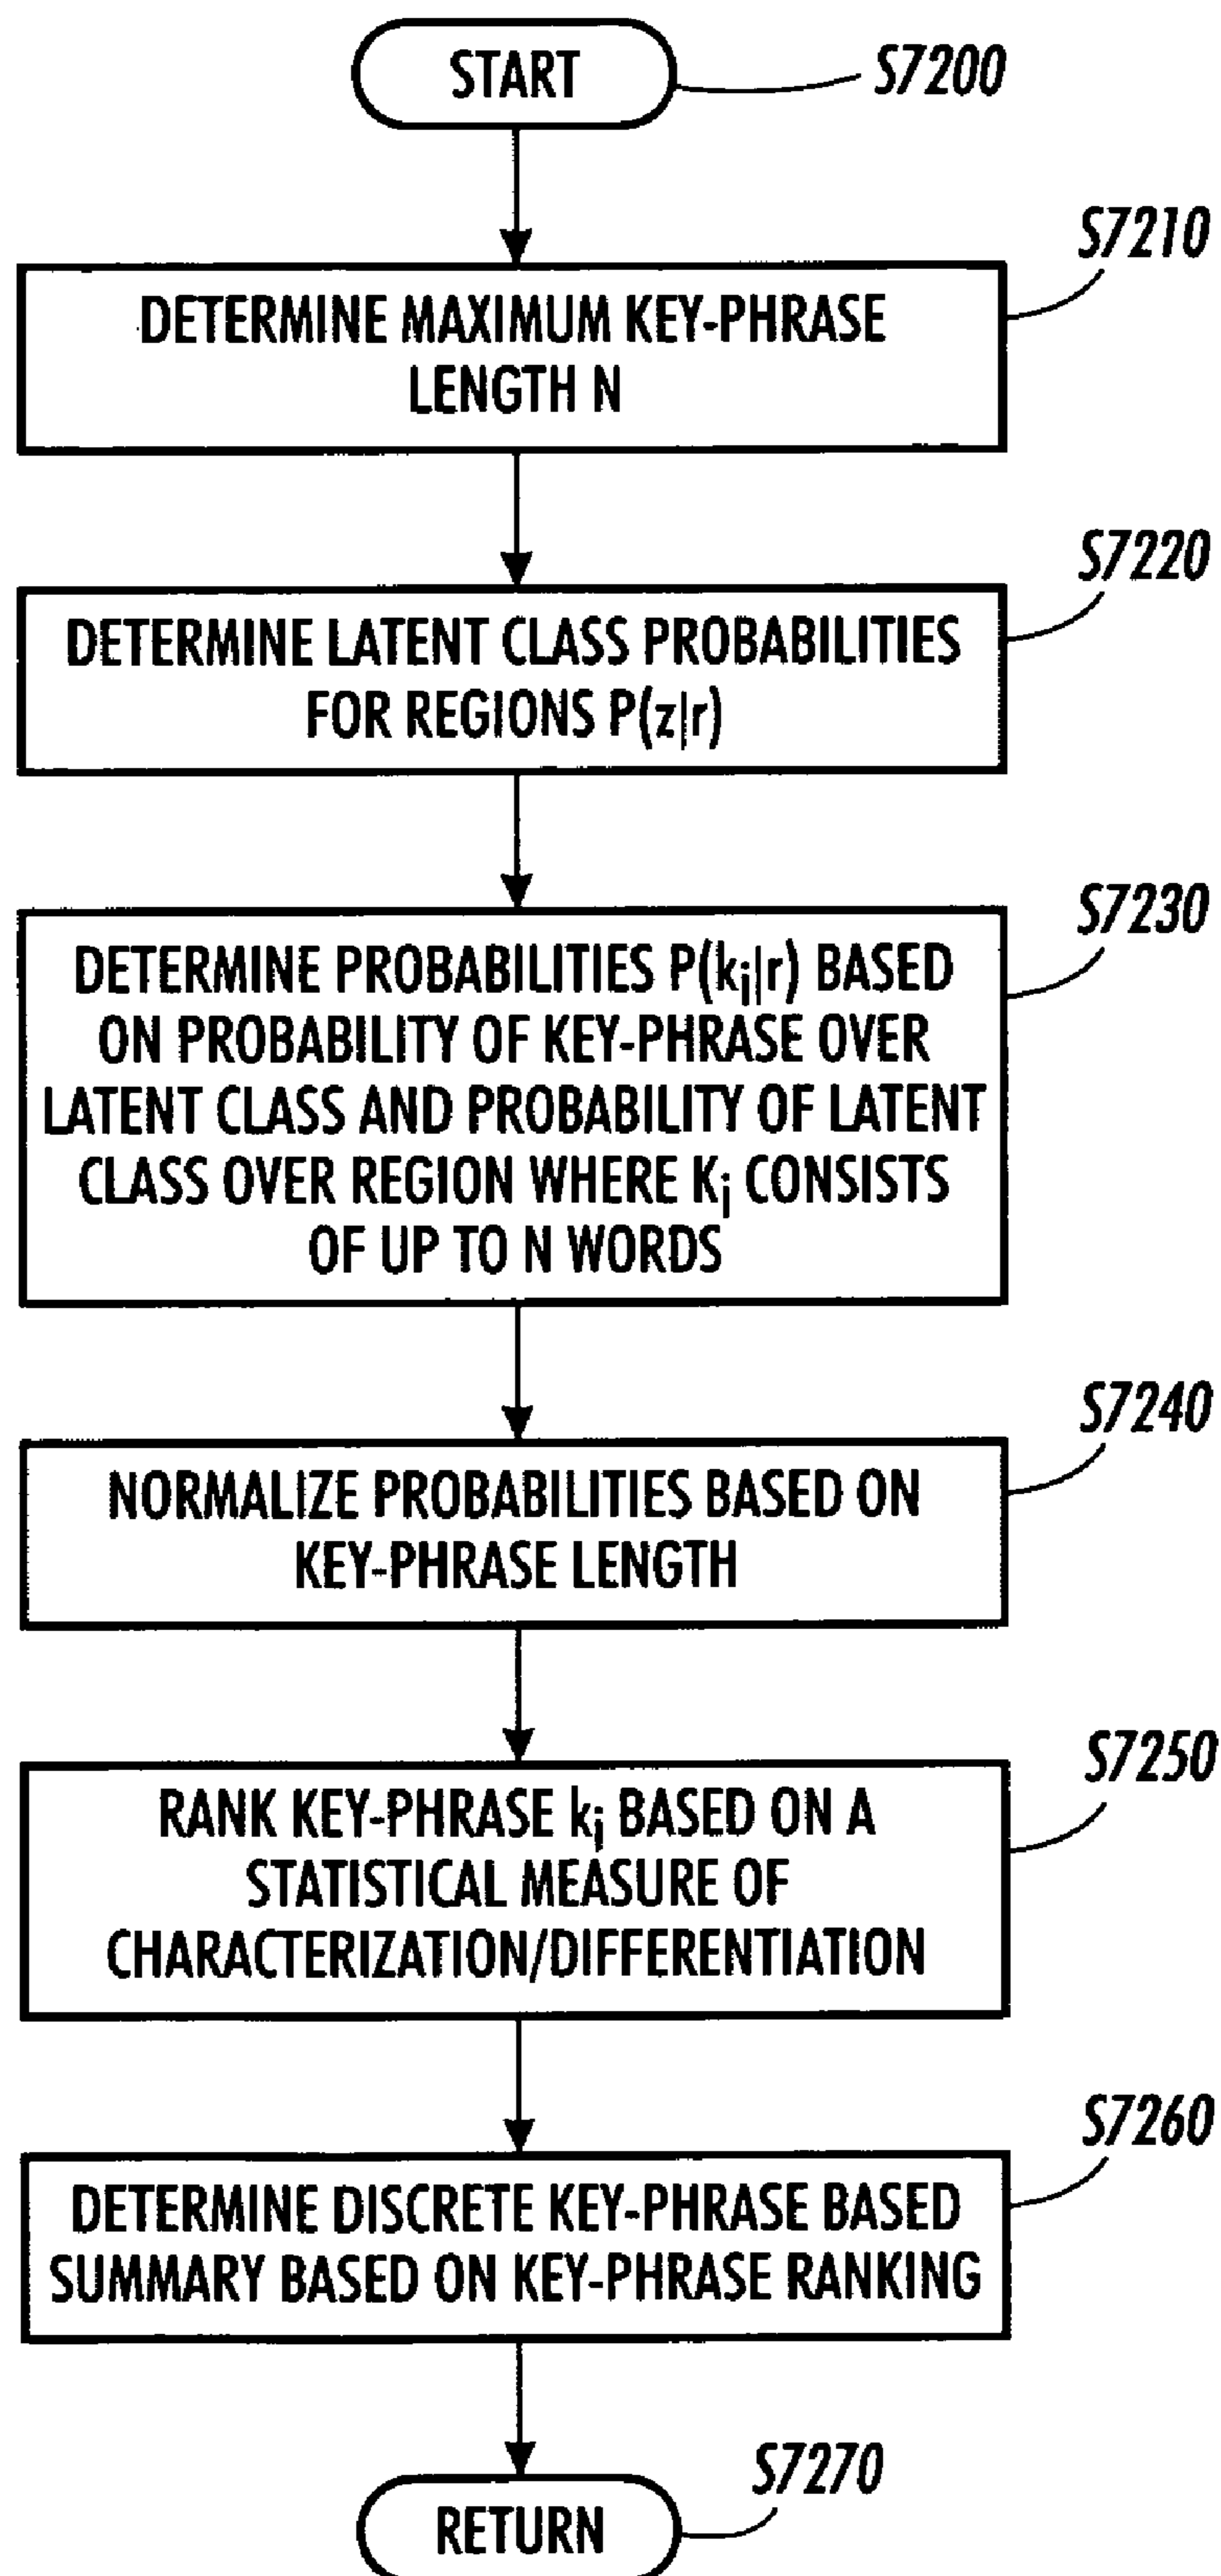 START
S7200
S7210
DETERMINE MAXIMUM KEY-PHRASE
LENGTH N
S7220
DETERMINE LATENT CLASS PROBABILITIES
FOR REGIONS P(z|r)
S7230
DETERMINE PROBABILITIES P(ki|r) BASED
ON PROBABILITY OF KEY-PHRASE OVER
LATENT CLASS AND PROBABILITY OF LATENT
CLASS OVER REGION WHERE Ki CONSISTS
OF UP TO N WORDS
S7240
NORMALIZE PROBABILITIES BASED ON
KEY-PHRASE LENGTH
S7250
RANK KEY-PHRASE ki BASED ON A
STATISTICAL MEASURE OF
CHARACTERIZATION/DIFFERENTIATION
S7260
DETERMINE DISCRETE KEY-PHRASE BASED
SUMMARY BASED ON KEY-PHRASE RANKING
S7270
RETURN